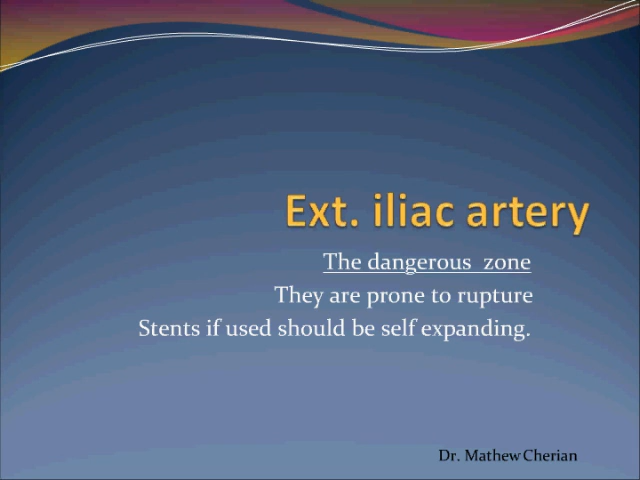 Ext. iliac artery
The dangerous  zone
They are prone to rupture
Stents if used should be self expanding.
Dr. Mathew Cherian